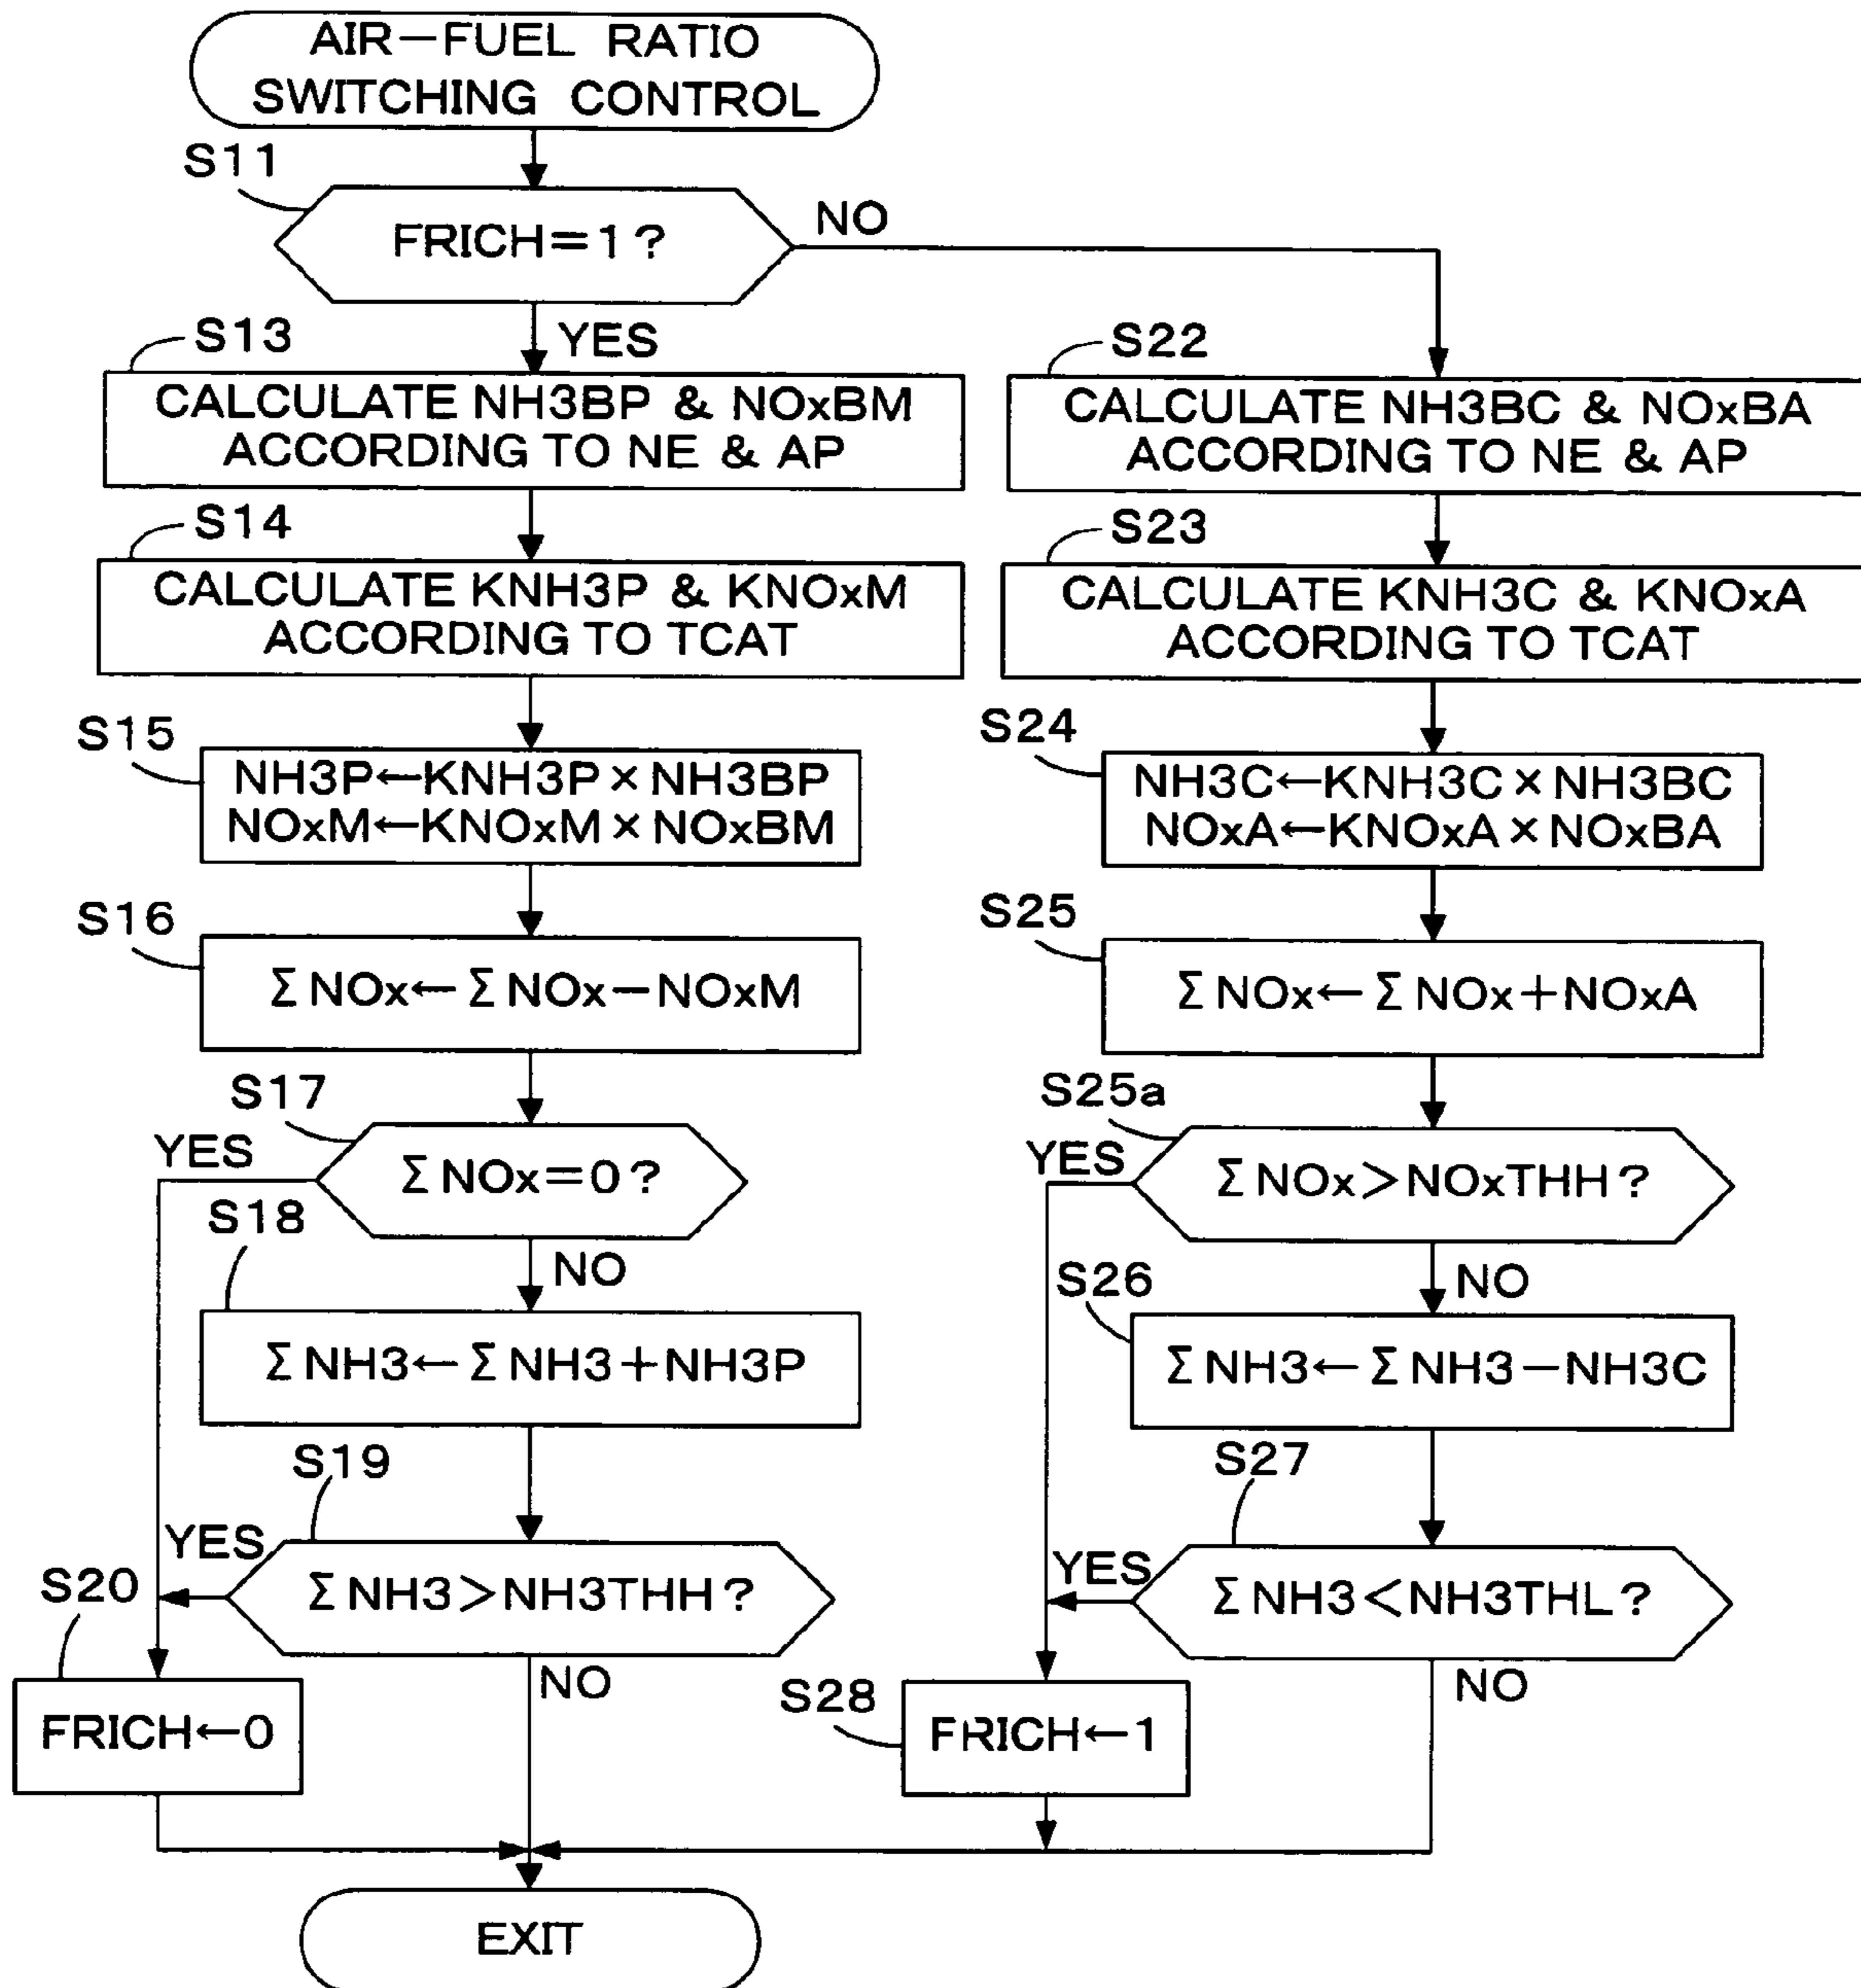 AIR-FUEL RATIO
SWITCHING CONTROL
S11
FRICH=1?
NO
YES
S13
CALCULATE NH3BP & NOxBM
ACCORDING TO NE & AP
S14
CALCULATE KNH3P & KNOxM
ACCORDING TO TCAT
S15
NH3P←KNH3P×NH3BP
NOxM←KNOxM×NOxBM
S16
ΣNOx←ΣNOx-NOxM
S17
YES
ΣNOx=0?
NO
S18
ΣNH3←ΣNH3+NH3P
S19
YES
ΣNH3>NH3THH?
NO
S20
FRICH←0
S22
CALCULATE NH3BC & NOxBA
ACCORDING TO NE & AP
S23
CALCULATE KNH3C & KNOxA
ACCORDING TO TCAT
S24
NH3C←KNH3C×NH3BC
NOxA←KNOxA×NOxBA
S25
ΣNOx←ΣNOx+NOxA
S25a
YES
ΣNOx>NOxTHH?
NO
S26
ΣNH3←ΣNH3-NH3C
S27
YES
ΣNH3<NH3THL?
NO
S28
FRICH←1
EXIT